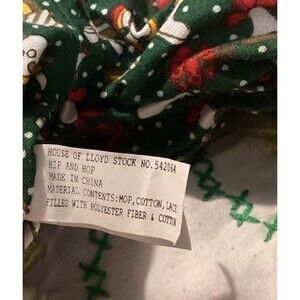 HOUSE OF LLOYD STOCK NO.542064
HIP AND HOP
MADE IN CHINA
MATERIAL CONTENTS:MOP,COTTON,LACE
FILLED WITH POLYESTER FIBER & COTTON